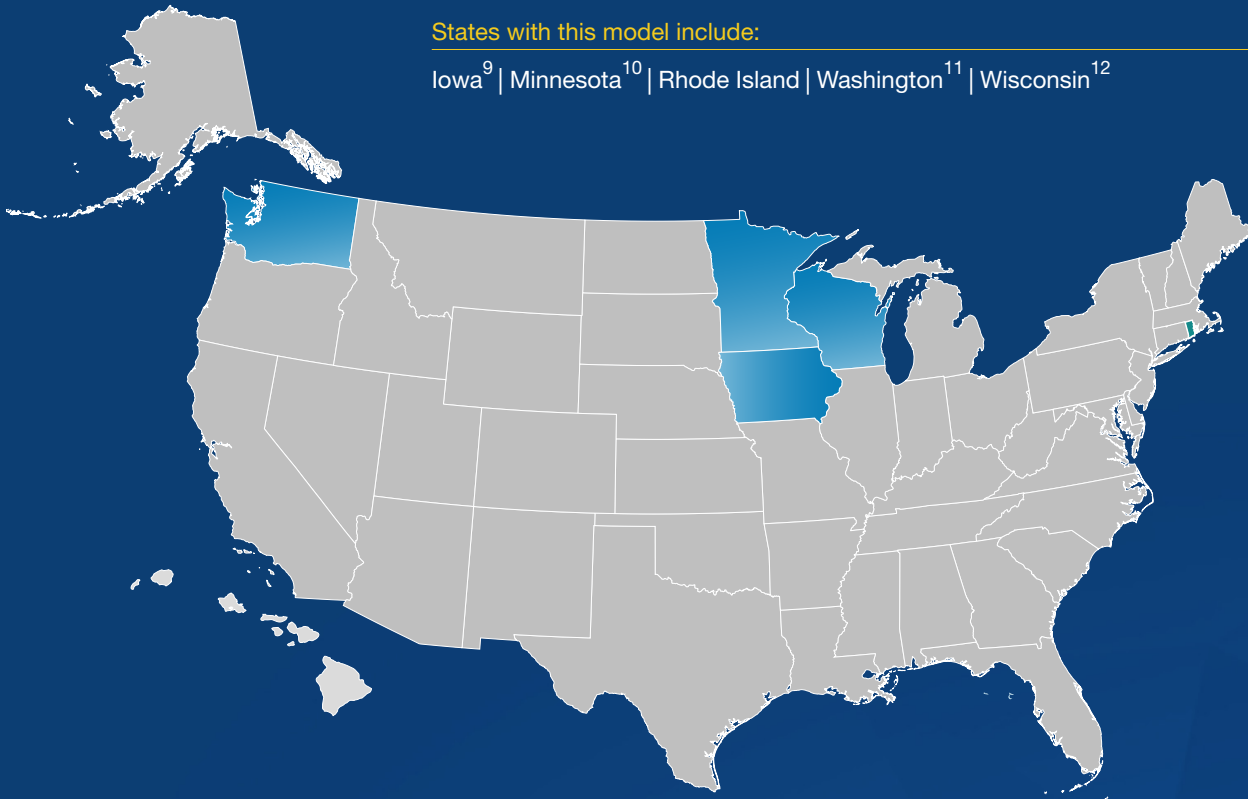 States with this model include:
Iowa⁹ | Minnesota¹⁰ | Rhode Island | Washington¹¹ | Wisconsin¹²